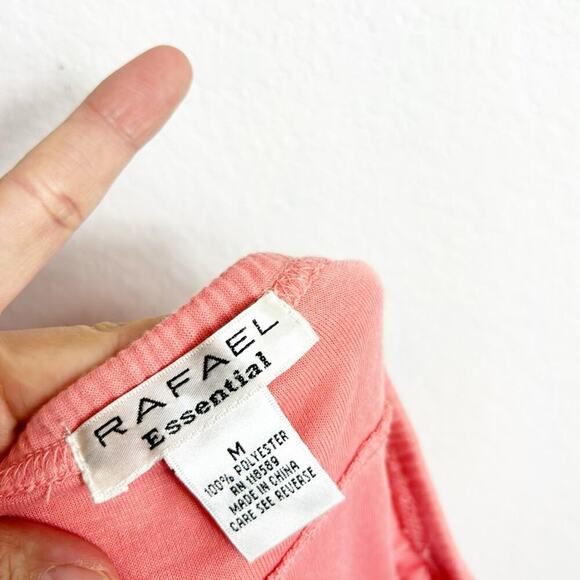 RAFAEL
Essential
M
100% POLYESTER
RN 118589
MADE IN CHINA
CARE SEE REVERSE